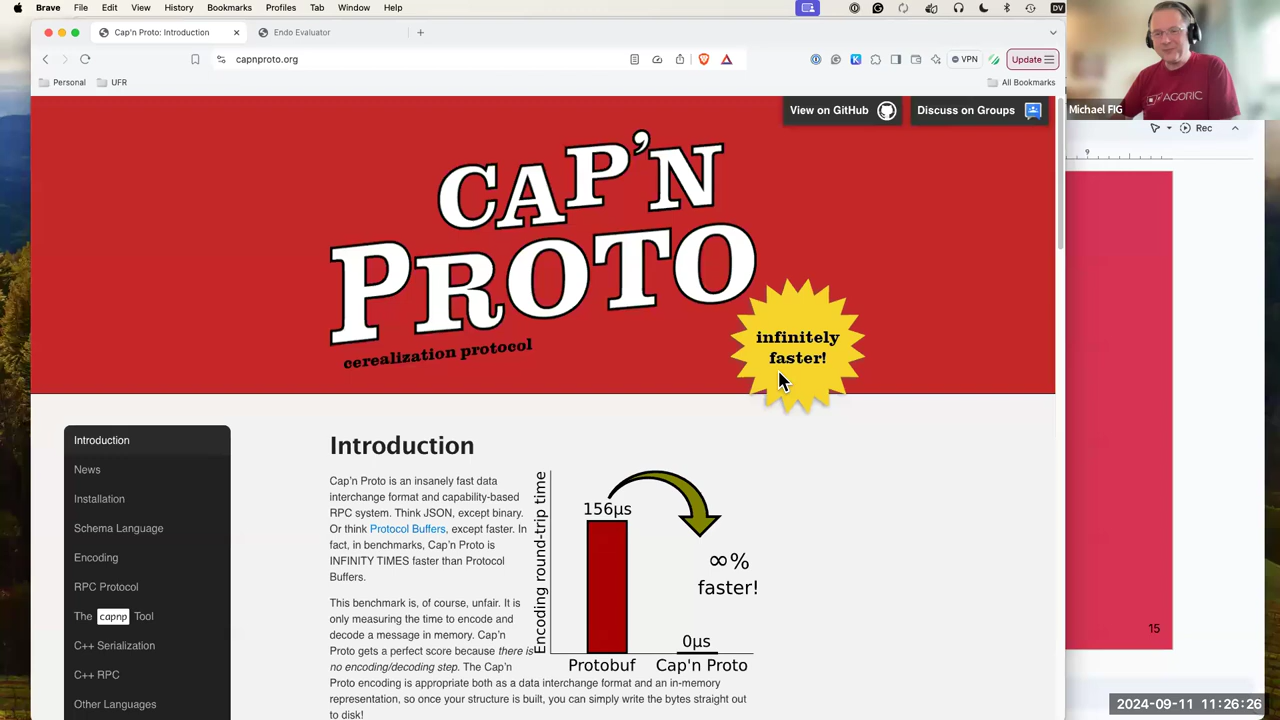 Brave File Edit View History Bookmarks Profiles Tab Window Help
DV
Cap'n Proto: Introduction
Endo Evaluator
capnproto.org
VPN
Update
Personal
UFR
All Bookmarks
AGORIC
Michael FIG
Rec
9
View on GitHub
Discuss on Groups
CAP'N
PROTO
cerealization protocol
infinitely
faster!
Introduction
News
Installation
Schema Language
Encoding
RPC Protocol
The capnp Tool
C++ Serialization
C++ RPC
Other Languages
Introduction
Cap'n Proto is an insanely fast data
interchange format and capability-based
RPC system. Think JSON, except binary.
Or think Protocol Buffers, except faster. In
fact, in benchmarks, Cap'n Proto is
INFINITY TIMES faster than Protocol
Buffers.
This benchmark is, of course, unfair. It is
only measuring the time to encode and
decode a message in memory. Cap'n
Proto gets a perfect score because there is
no encoding/decoding step. The Cap'n
Proto encoding is appropriate both as a data interchange format and an in-memory
representation, so once your structure is built, you can simply write the bytes straight out
to disk!
Encoding round-trip time
156µs
∞%
faster!
0µs
Protobuf
Cap'n Proto
15
2024-09-11 11:26:26